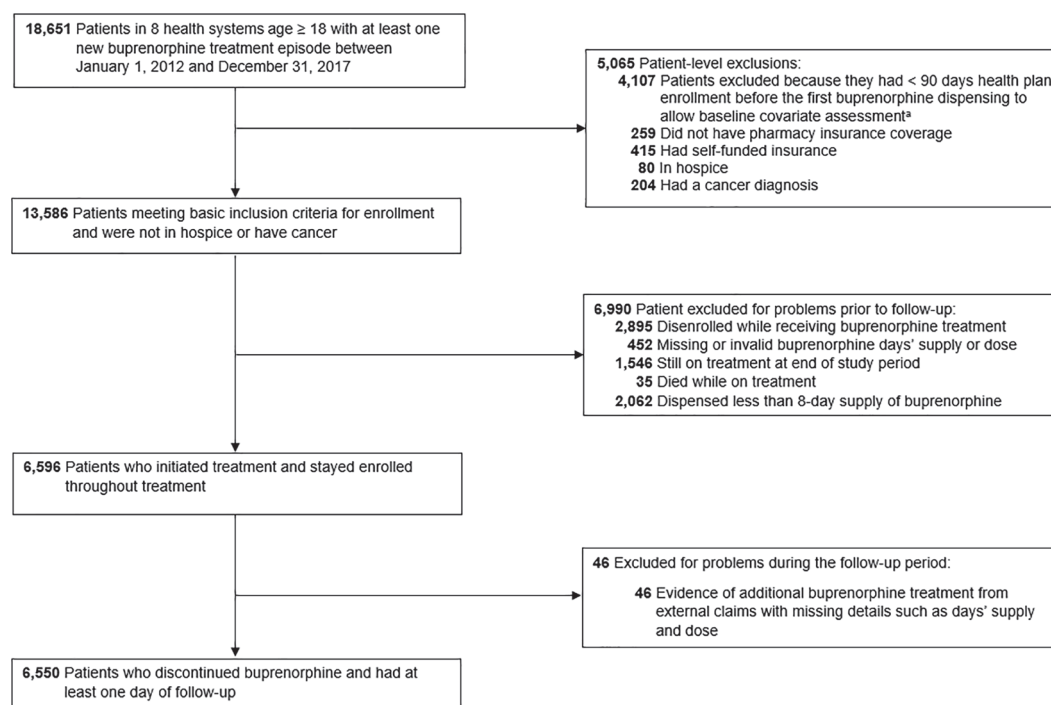 18,651 Patients in 8 health systems age ≥ 18 with at least one
new buprenorphine treatment episode between
January 1, 2012 and December 31, 2017
5,065 Patient-level exclusions:
4,107 Patients excluded because they had < 90 days health plan
enrollment before the first buprenorphine dispensing to
allow baseline covariate assessmentᵃ
259 Did not have pharmacy insurance coverage
415 Had self-funded insurance
80 In hospice
204 Had a cancer diagnosis
13,586 Patients meeting basic inclusion criteria for enrollment
and were not in hospice or have cancer
6,990 Patient excluded for problems prior to follow-up:
2,895 Disenrolled while receiving buprenorphine treatment
452 Missing or invalid buprenorphine days' supply or dose
1,546 Still on treatment at end of study period
35 Died while on treatment
2,062 Dispensed less than 8-day supply of buprenorphine
6,596 Patients who initiated treatment and stayed enrolled
throughout treatment
46 Excluded for problems during the follow-up period:
46 Evidence of additional buprenorphine treatment from
external claims with missing details such as days' supply
and dose
6,550 Patients who discontinued buprenorphine and had at
least one day of follow-up